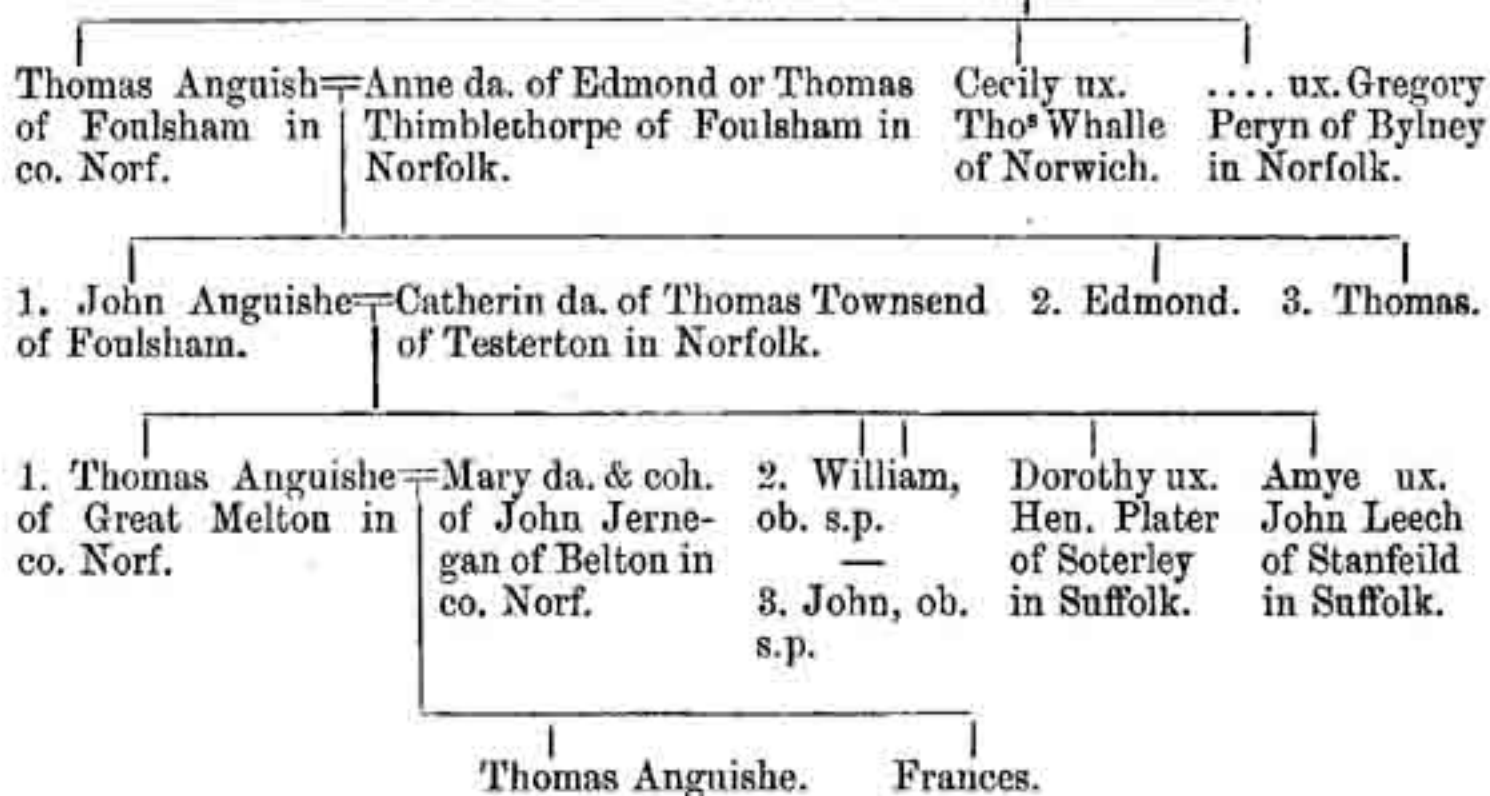 Thomas Anguish=Anne da. of Edmond or Thomas
of Foulsham in Thimblethorpe of Foulsham in
co. Norf. Norfolk.
Cecily ux.
Thoˢ Whalle
of Norwich.
.... ux. Gregory
Peryn of Bylney
in Norfolk.
1. John Anguishe=Catherin da. of Thomas Townsend
of Foulsham. of Testerton in Norfolk.
2. Edmond.
3. Thomas.
1. Thomas Anguishe=Mary da. & coh.
of Great Melton in of John Jerne-
co. Norf. gan of Belton in
co. Norf.
2. William,
ob. s.p.
—
3. John, ob.
s.p.
Dorothy ux.
Hen. Plater
of Soterley
in Suffolk.
Amye ux.
John Leech
of Stanfeild
in Suffolk.
Thomas Anguishe.
Frances.